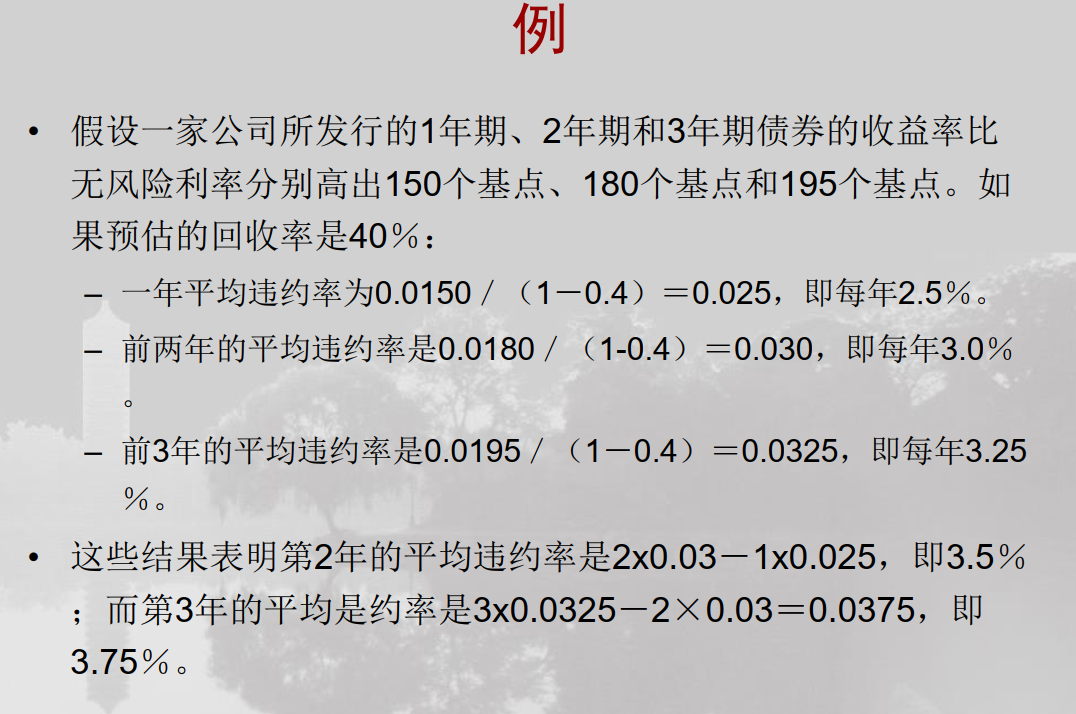 例
• 假设一家公司所发行的1年期、2年期和3年期债券的收益率比
无风险利率分别高出150个基点、180个基点和195个基点。如
果预估的回收率是40％：
– 一年平均违约率为0.0150／（1－0.4）＝0.025，即每年2.5％。
– 前两年的平均违约率是0.0180／（1-0.4）＝0.030，即每年3.0％
。
– 前3年的平均违约率是0.0195／（1－0.4）＝0.0325，即每年3.25
％。
• 这些结果表明第2年的平均违约率是2x0.03－1x0.025，即3.5％
；而第3年的平均是约率是3x0.0325－2×0.03＝0.0375，即
3.75％。